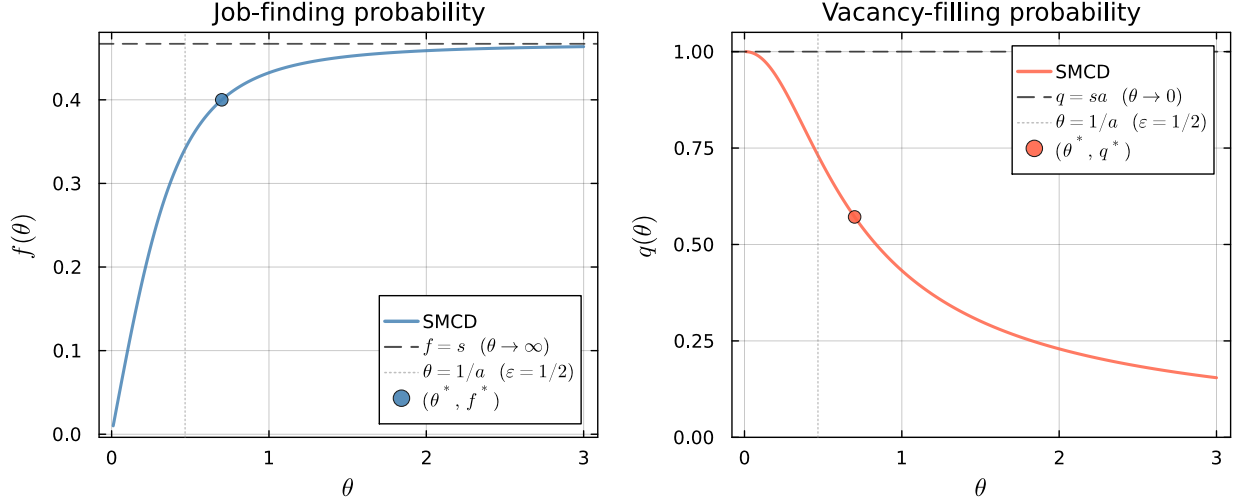 Job-finding probability
f(θ)
0.4
0.3
0.2
0.1
0.0
SMCD
f = s (θ → ∞)
θ = 1/a (ε = 1/2)
(θ*, f*)
0 1 2 3
θ
Vacancy-filling probability
q(θ)
1.00
0.75
0.50
0.25
0.00
SMCD
q = sa (θ → 0)
θ = 1/a (ε = 1/2)
(θ*, q*)
0 1 2 3
θ